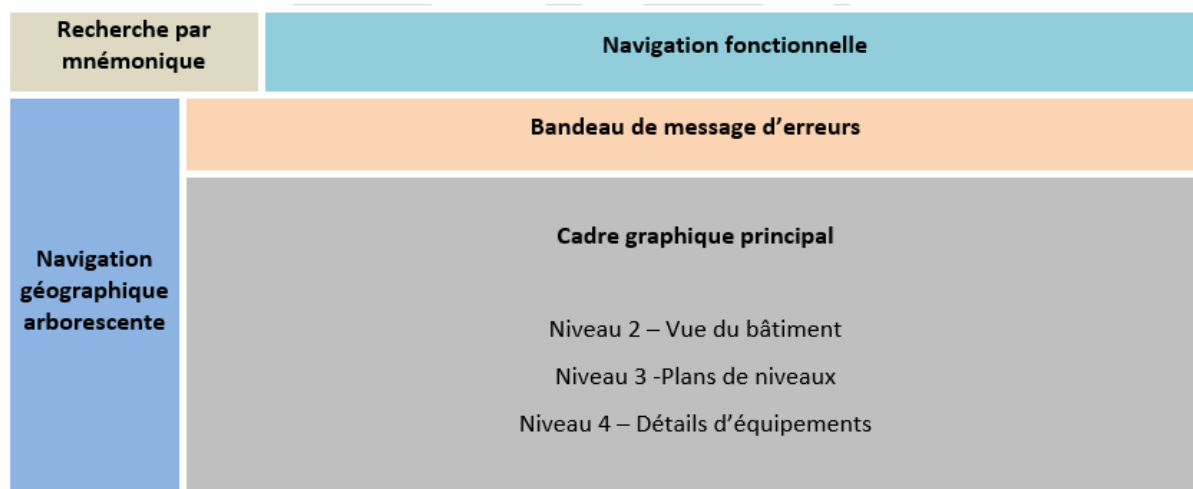 Recherche par
mnémonique
Navigation fonctionnelle
Bandeau de message d'erreurs
Navigation
géographique
arborescente
Cadre graphique principal
Niveau 2 – Vue du bâtiment
Niveau 3 -Plans de niveaux
Niveau 4 – Détails d'équipements